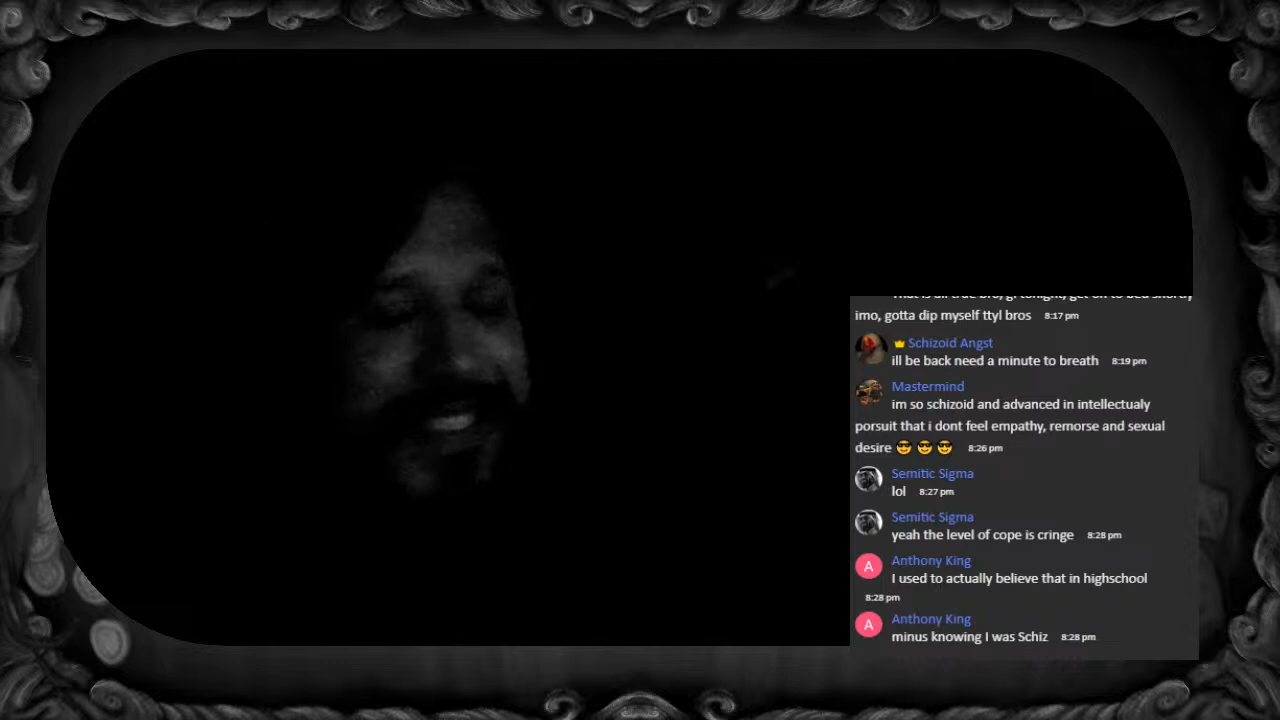 imo, gotta dip myself ttyl bros 8:17 pm
Schizoid Angst
ill be back need a minute to breath 8:19 pm
Mastermind
im so schizoid and advanced in intellectualy
porsuit that i dont feel empathy, remorse and sexual
desire 😎 😎 😎 8:26 pm
Semitic Sigma
lol 8:27 pm
Semitic Sigma
yeah the level of cope is cringe 8:28 pm
A Anthony King
I used to actually believe that in highschool
8:28 pm
A Anthony King
minus knowing I was Schiz 8:28 pm